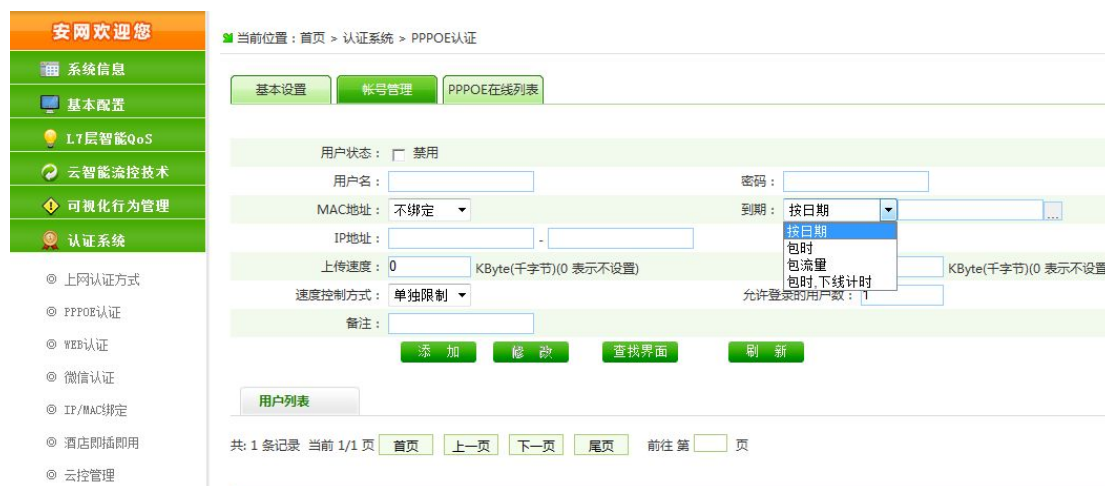 安网欢迎您
当前位置：首页 > 认证系统 > PPPOE认证
系统信息
基本配置
L7层智能QoS
云智能流控技术
可视化行为管理
认证系统
上网认证方式
PPPOE认证
WEB认证
微信认证
IP/MAC绑定
酒店即插即用
云控管理
基本设置 帐号管理 PPPOE在线列表
用户状态： 禁用
用户名： 密码：
MAC地址： 不绑定 到期： 按日期 ...
按日期
包时
包流量
包时,下线计时
IP地址： -
上传速度： 0 KByte(千字节)(0 表示不设置) KByte(千字节)(0 表示不设置
速度控制方式： 单独限制 允许登录的用户数： 1
备注：
添 加 修 改 查找界面 刷 新
用户列表
共: 1 条记录 当前 1/1 页 首页 上一页 下一页 尾页 前往 第 页